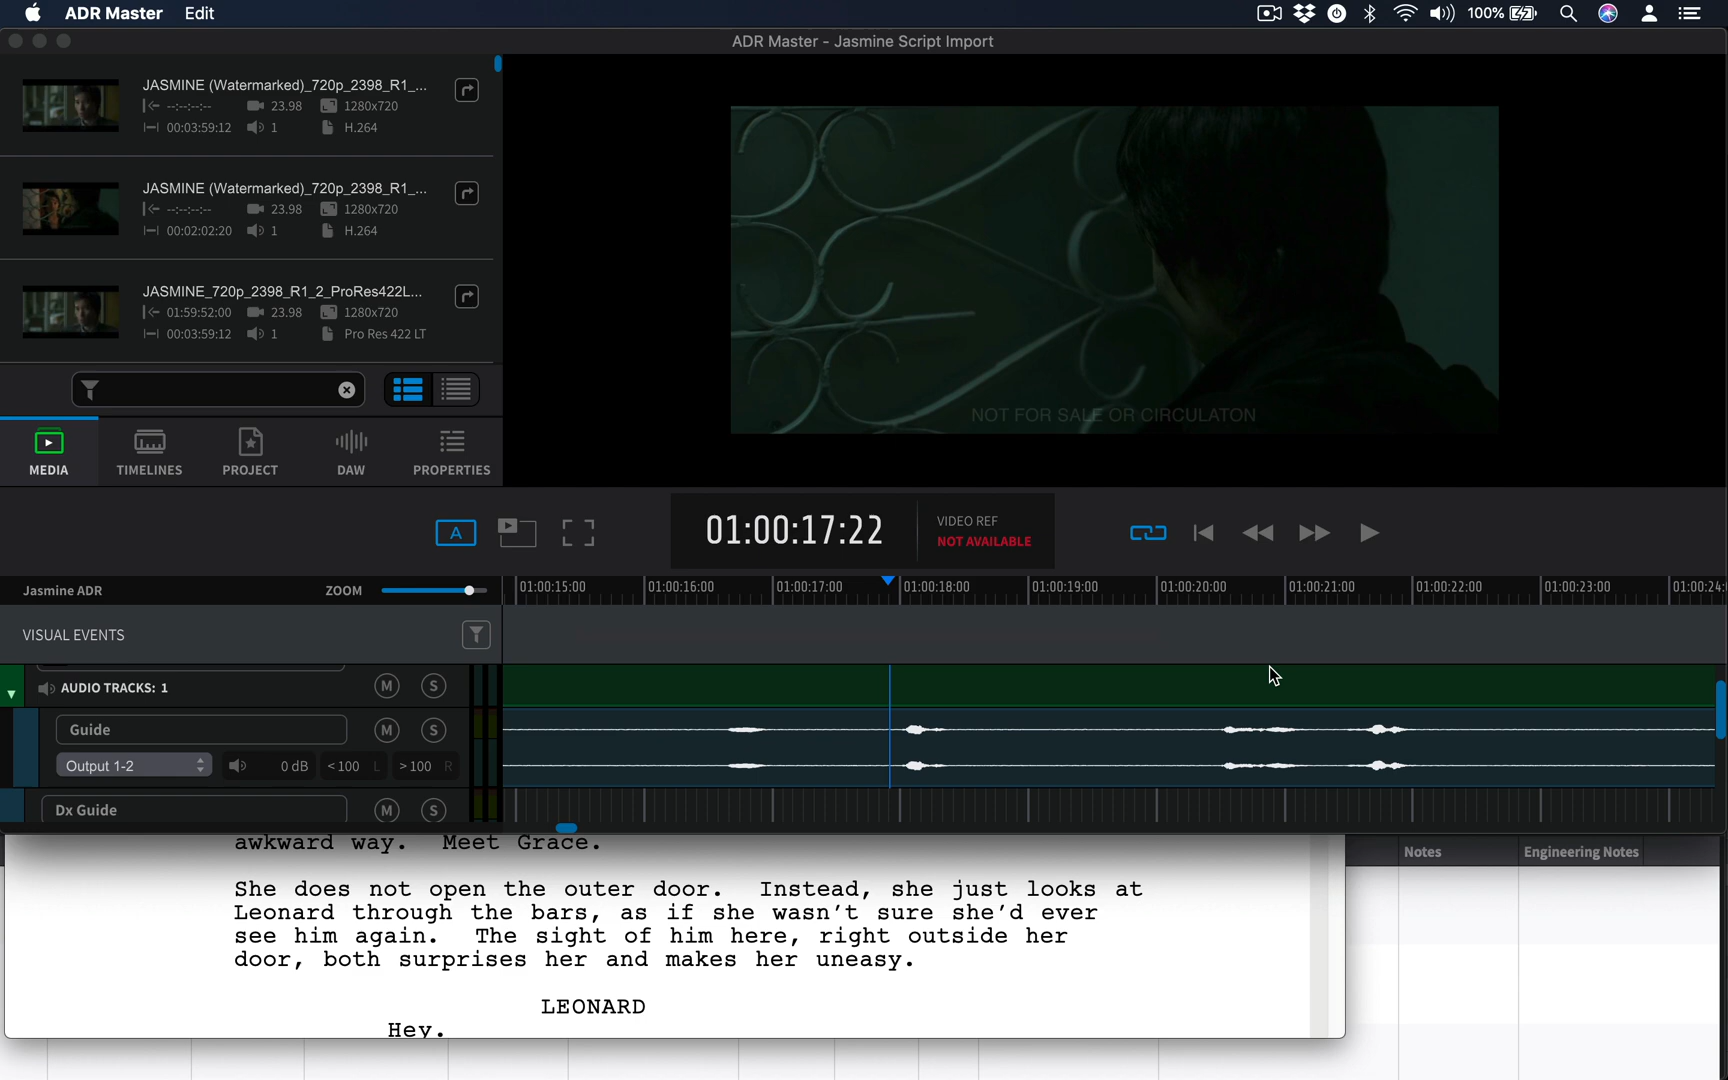 ADR Master Edit 100%
ADR Master - Jasmine Script Import
JASMINE (Watermarked)_720p_2398_R1_...
--:--:--:-- 23.98 1280x720
00:03:59:12 1 H.264
JASMINE (Watermarked)_720p_2398_R1_...
--:--:--:-- 23.98 1280x720
00:02:02:20 1 H.264
JASMINE_720p_2398_R1_2_ProRes422L...
01:59:52:00 23.98 1280x720
00:03:59:12 1 Pro Res 422 LT
NOT FOR SALE OR CIRCULATON
MEDIA TIMELINES PROJECT DAW PROPERTIES
A 01:00:17:22 VIDEO REF
NOT AVAILABLE
Jasmine ADR ZOOM 01:00:15:00 01:00:16:00 01:00:17:00 01:00:18:00 01:00:19:00 01:00:20:00 01:00:21:00 01:00:22:00 01:00:23:00 01:00:24:
VISUAL EVENTS
AUDIO TRACKS: 1 M S
Guide M S
Output 1-2 0 dB <100 L >100 R
Dx Guide M S
awkward way. Meet Grace.
Notes Engineering Notes
She does not open the outer door. Instead, she just looks at
Leonard through the bars, as if she wasn't sure she'd ever
see him again. The sight of him here, right outside her
door, both surprises her and makes her uneasy.
LEONARD
Hey.